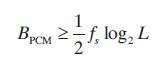 B_PCM ≥ 1/2 f_s log_2 L